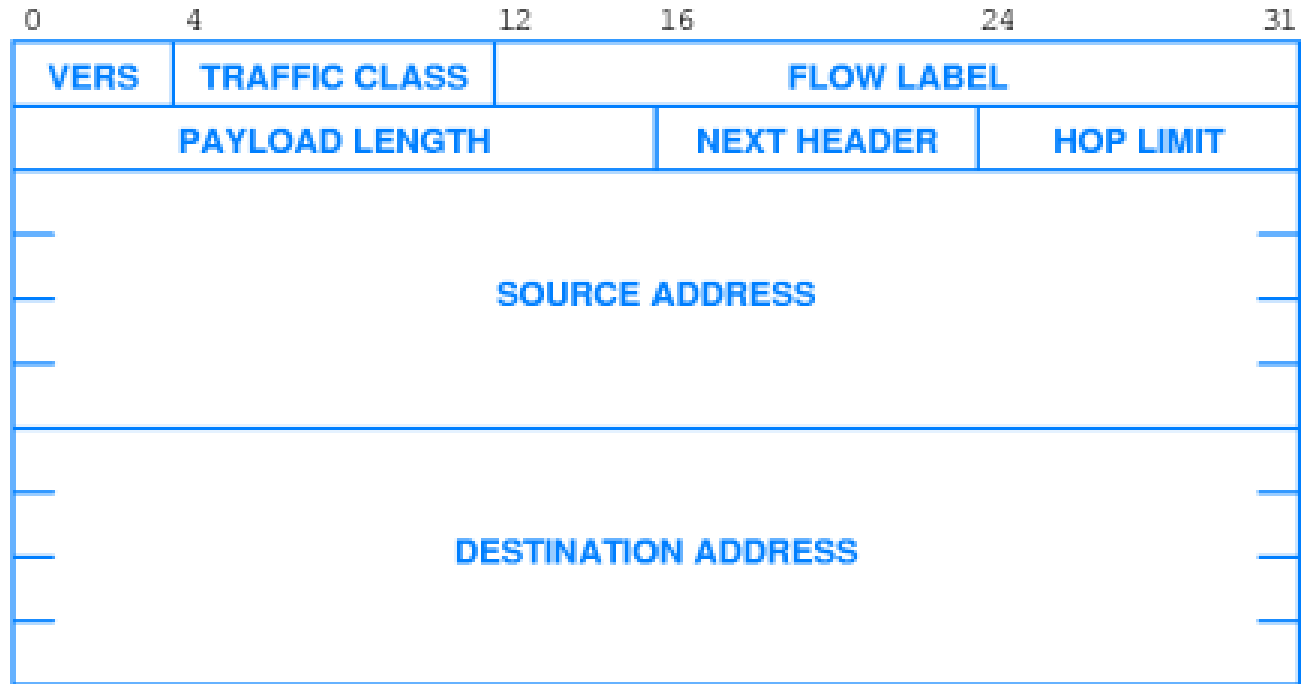 0 4 12 16 24 31
VERS TRAFFIC CLASS FLOW LABEL
PAYLOAD LENGTH NEXT HEADER HOP LIMIT
SOURCE ADDRESS
DESTINATION ADDRESS